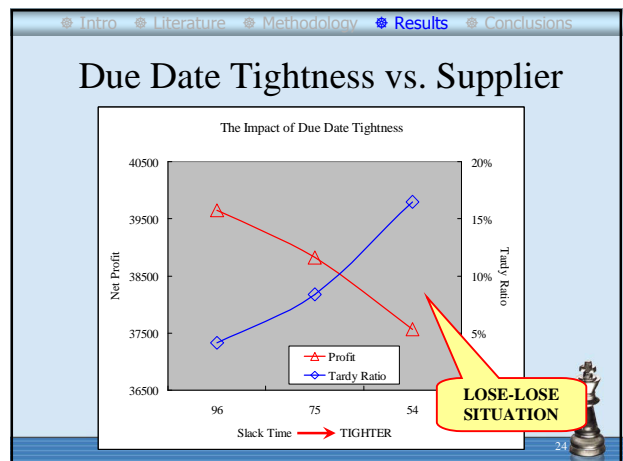 Intro Literature Methodology Results Conclusions
Due Date Tightness vs. Supplier
The Impact of Due Date Tightness
40500
39500
38500
37500
36500
Net Profit
20%
15%
10%
5%
Tardy Ratio
Profit
Tardy Ratio
96 75 54
Slack Time TIGHTER
LOSE-LOSE
SITUATION
24